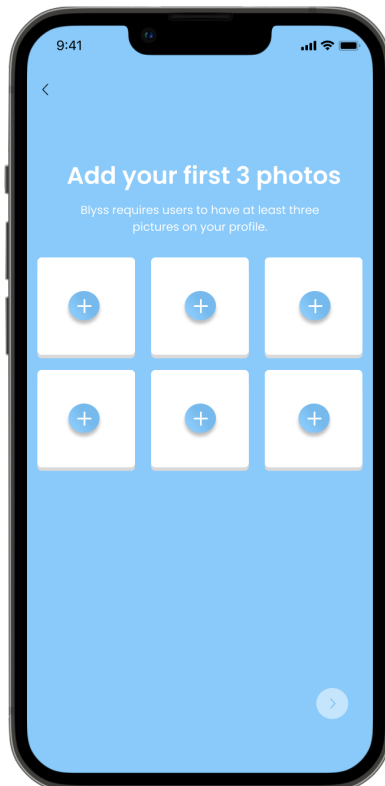 9:41
Add your first 3 photos
Blyss requires users to have at least three
pictures on your profile.